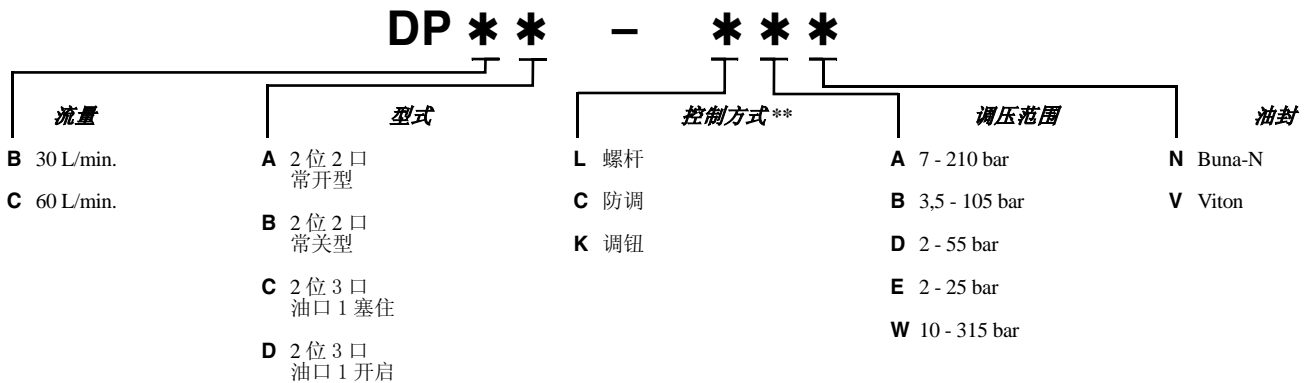 DP ✱ ✱ – ✱ ✱ ✱
流量
B 30 L/min.
C 60 L/min.
型式
A 2位2口
常开型
B 2位2口
常关型
C 2位3口
油口1塞住
D 2位3口
油口1开启
控制方式**
L 螺杆
C 防调
K 调钮
调压范围
A 7 - 210 bar
B 3,5 - 105 bar
D 2 - 55 bar
E 2 - 25 bar
W 10 - 315 bar
油封
N Buna-N
V Viton